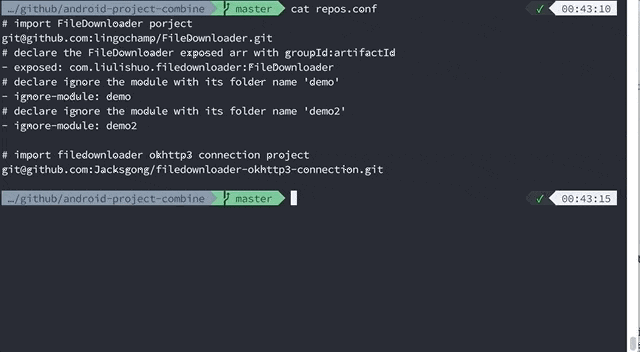 …/github/android-project-combine master cat repos.conf ✓ 00:43:10
# import FileDownloader porject
git@github.com:lingochamp/FileDownloader.git
# declare the FileDownloader exposed arr with groupId:artifactId
- exposed: com.liulishuo.filedownloader:FileDownloader
# declare ignore the module with its folder name 'demo'
- ignore-module: demo
# declare ignore the module with its folder name 'demo2'
- ignore-module: demo2
# import filedownloader okhttp3 connection project
git@github.com:Jacksgong/filedownloader-okhttp3-connection.git
…/github/android-project-combine master ✓ 00:43:15